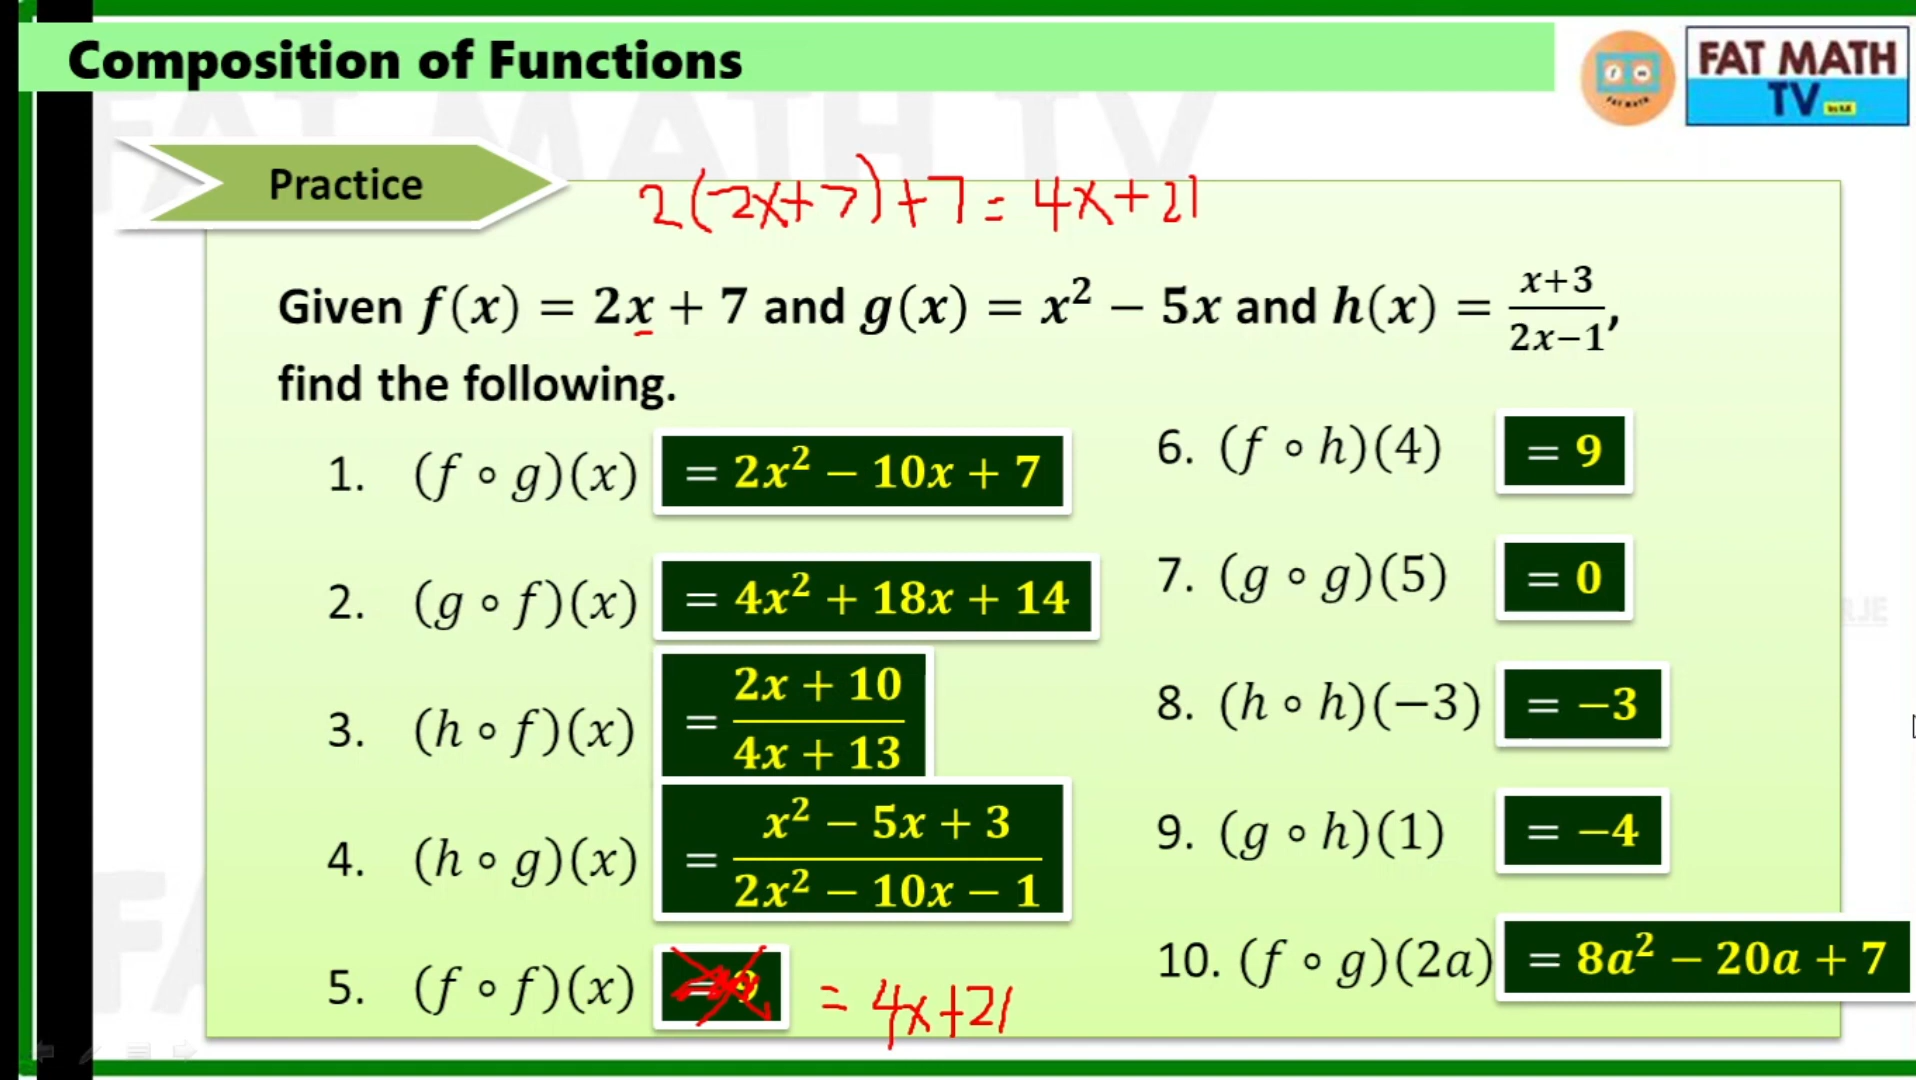 Composition of Functions
FAT MATH
TV
Practice
2(2x+7)+7=4x+21
Given f(x) = 2x + 7 and g(x) = x² − 5x and h(x) = (x+3)/(2x−1),
find the following.
1. (f ∘ g)(x) = 2x² − 10x + 7
2. (g ∘ f)(x) = 4x² + 18x + 14
3. (h ∘ f)(x) = (2x + 10)/(4x + 13)
4. (h ∘ g)(x) = (x² − 5x + 3)/(2x² − 10x − 1)
5. (f ∘ f)(x) = 4x+21
6. (f ∘ h)(4) = 9
7. (g ∘ g)(5) = 0
8. (h ∘ h)(−3) = −3
9. (g ∘ h)(1) = −4
10. (f ∘ g)(2a) = 8a² − 20a + 7